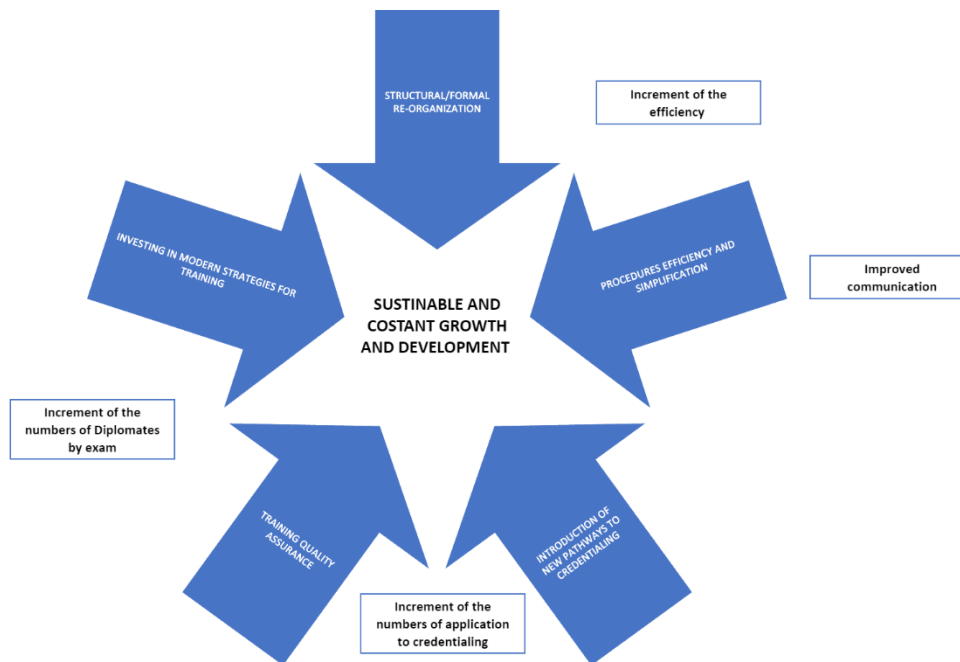 STRUCTURAL/FORMAL
RE-ORGANIZATION
Increment of the
efficiency
INVESTING IN MODERN STRATEGIES FOR
TRAINING
PROCEDURES EFFICIENCY AND
SIMPLIFICATION
Improved
communication
SUSTINABLE AND
COSTANT GROWTH
AND DEVELOPMENT
Increment of the
numbers of Diplomates
by exam
TRAINING QUALITY
ASSURANCE
INTRODUCTION OF
NEW PATHWAYS TO
CREDENTIALING
Increment of the
numbers of application
to credentialing